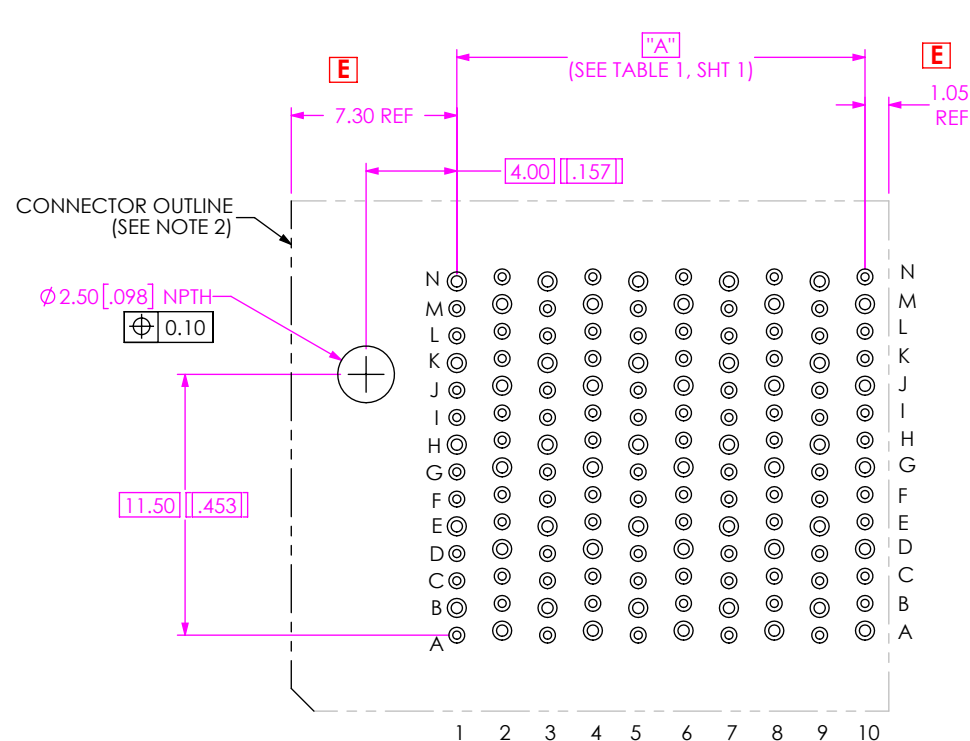 "A"
(SEE TABLE 1, SHT 1)
E
E
7.30 REF
1.05
REF
4.00 [.157]
CONNECTOR OUTLINE
(SEE NOTE 2)
⌀2.50[.098] NPTH
⌖ 0.10
11.50 [.453]
N N
M M
L L
K K
J J
I I
H H
G G
F F
E E
D D
C C
B B
A A
1 2 3 4 5 6 7 8 9 10